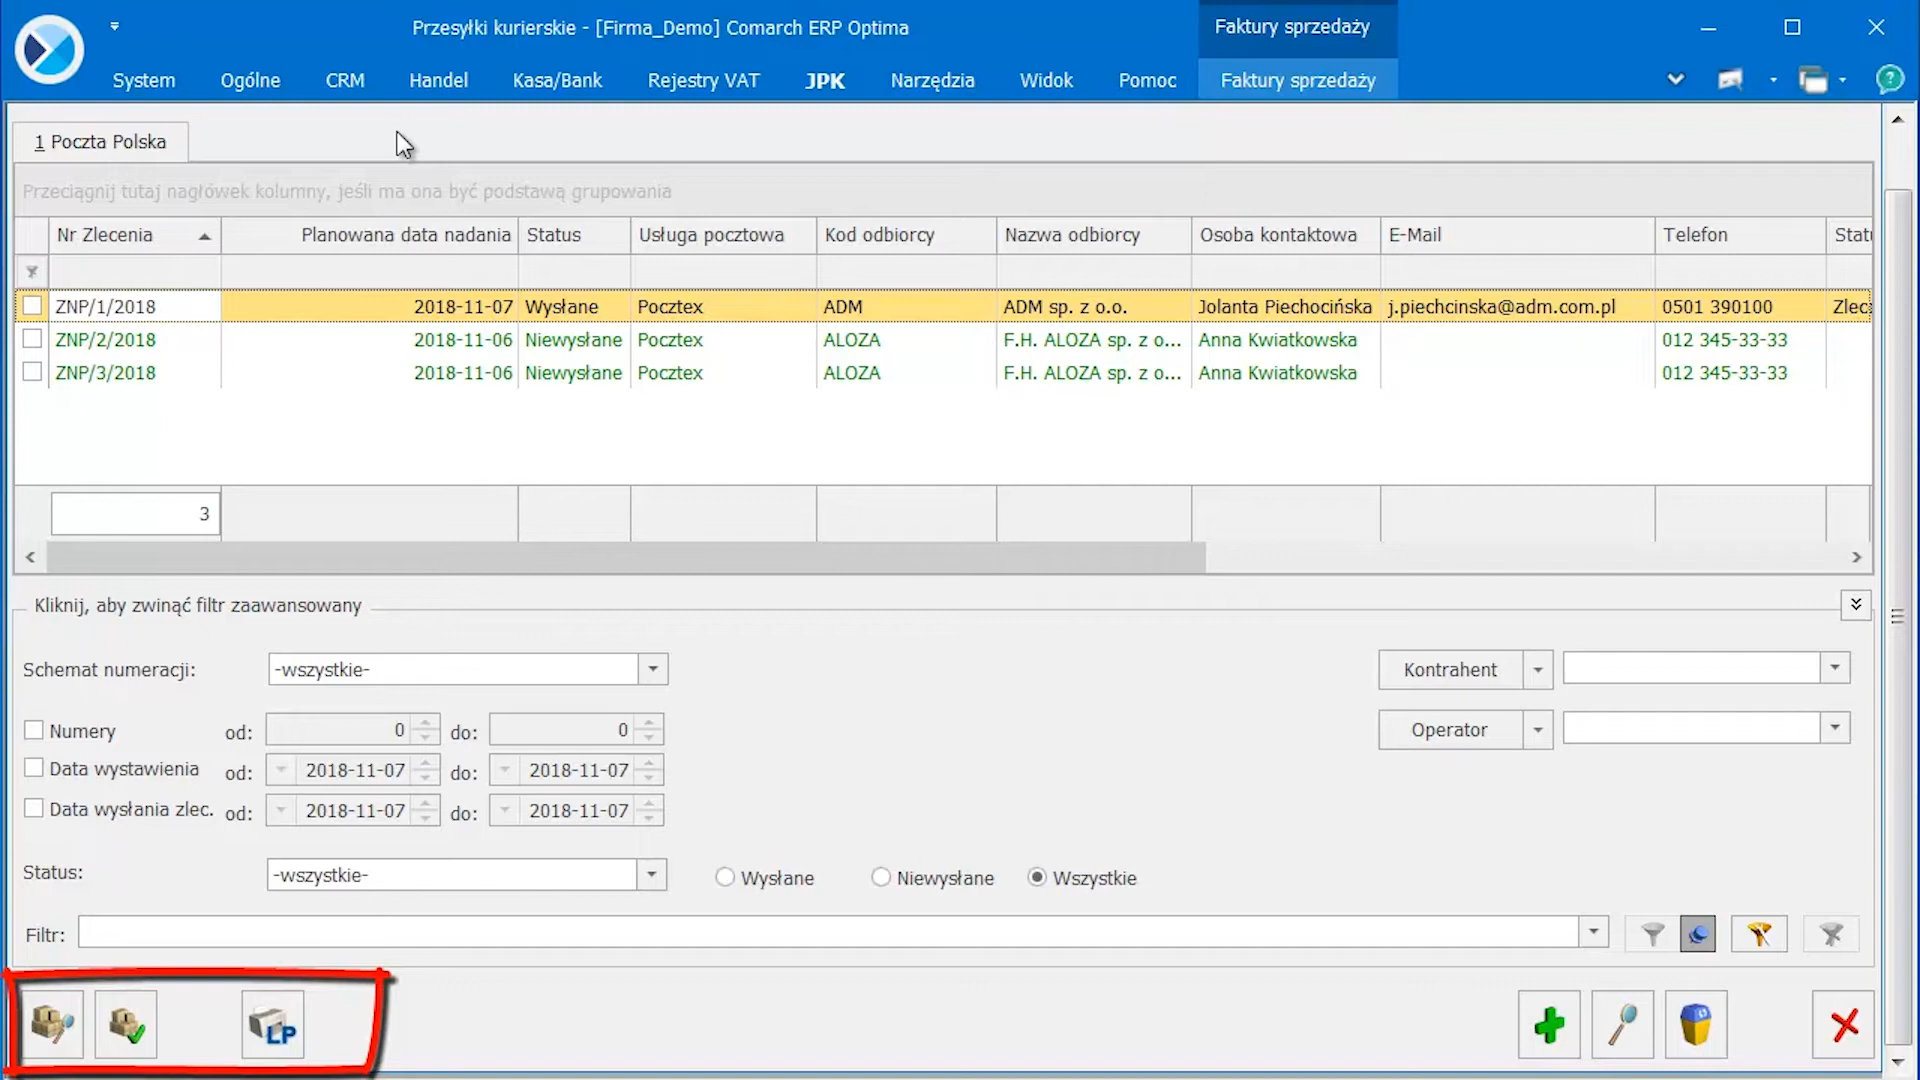 Przesyłki kurierskie - [Firma_Demo] Comarch ERP Optima
Faktury sprzedaży
System Ogólne CRM Handel Kasa/Bank Rejestry VAT JPK Narzędzia Widok Pomoc Faktury sprzedaży
1 Poczta Polska
Przeciągnij tutaj nagłówek kolumny, jeśli ma ona być podstawą grupowania
Nr Zlecenia Planowana data nadania Status Usługa pocztowa Kod odbiorcy Nazwa odbiorcy Osoba kontaktowa E-Mail Telefon Statu
ZNP/1/2018 2018-11-07 Wysłane Pocztex ADM ADM sp. z o.o. Jolanta Piechocińska j.piechcinska@adm.com.pl 0501 390100 Zlec
ZNP/2/2018 2018-11-06 Niewysłane Pocztex ALOZA F.H. ALOZA sp. z o... Anna Kwiatkowska 012 345-33-33
ZNP/3/2018 2018-11-06 Niewysłane Pocztex ALOZA F.H. ALOZA sp. z o... Anna Kwiatkowska 012 345-33-33
3
Kliknij, aby zwinąć filtr zaawansowany
Schemat numeracji: -wszystkie- Kontrahent
Numery od: 0 do: 0 Operator
Data wystawienia od: 2018-11-07 do: 2018-11-07
Data wysłania zlec. od: 2018-11-07 do: 2018-11-07
Status: -wszystkie- Wysłane Niewysłane Wszystkie
Filtr:
LP